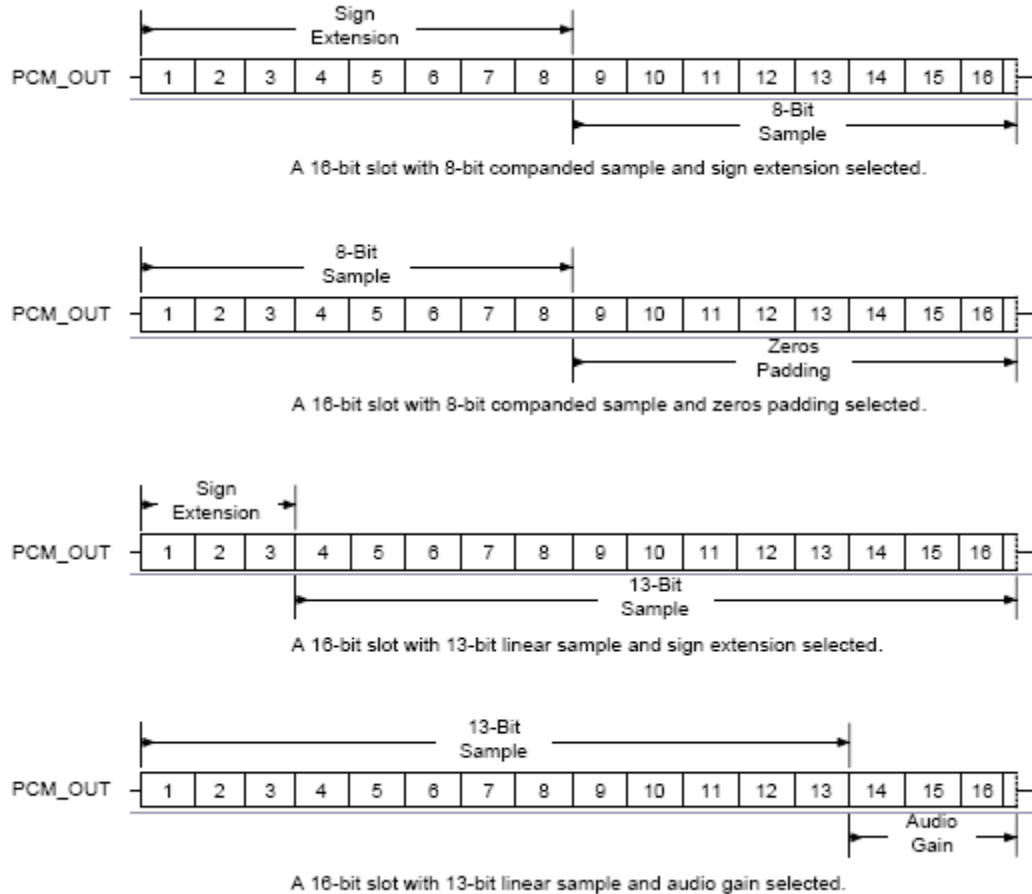 Sign
Extension
PCM_OUT 1 2 3 4 5 6 7 8 9 10 11 12 13 14 15 16
8-Bit
Sample
A 16-bit slot with 8-bit companded sample and sign extension selected.
8-Bit
Sample
PCM_OUT 1 2 3 4 5 6 7 8 9 10 11 12 13 14 15 16
Zeros
Padding
A 16-bit slot with 8-bit companded sample and zeros padding selected.
Sign
Extension
PCM_OUT 1 2 3 4 5 6 7 8 9 10 11 12 13 14 15 16
13-Bit
Sample
A 16-bit slot with 13-bit linear sample and sign extension selected.
13-Bit
Sample
PCM_OUT 1 2 3 4 5 6 7 8 9 10 11 12 13 14 15 16
Audio
Gain
A 16-bit slot with 13-bit linear sample and audio gain selected.